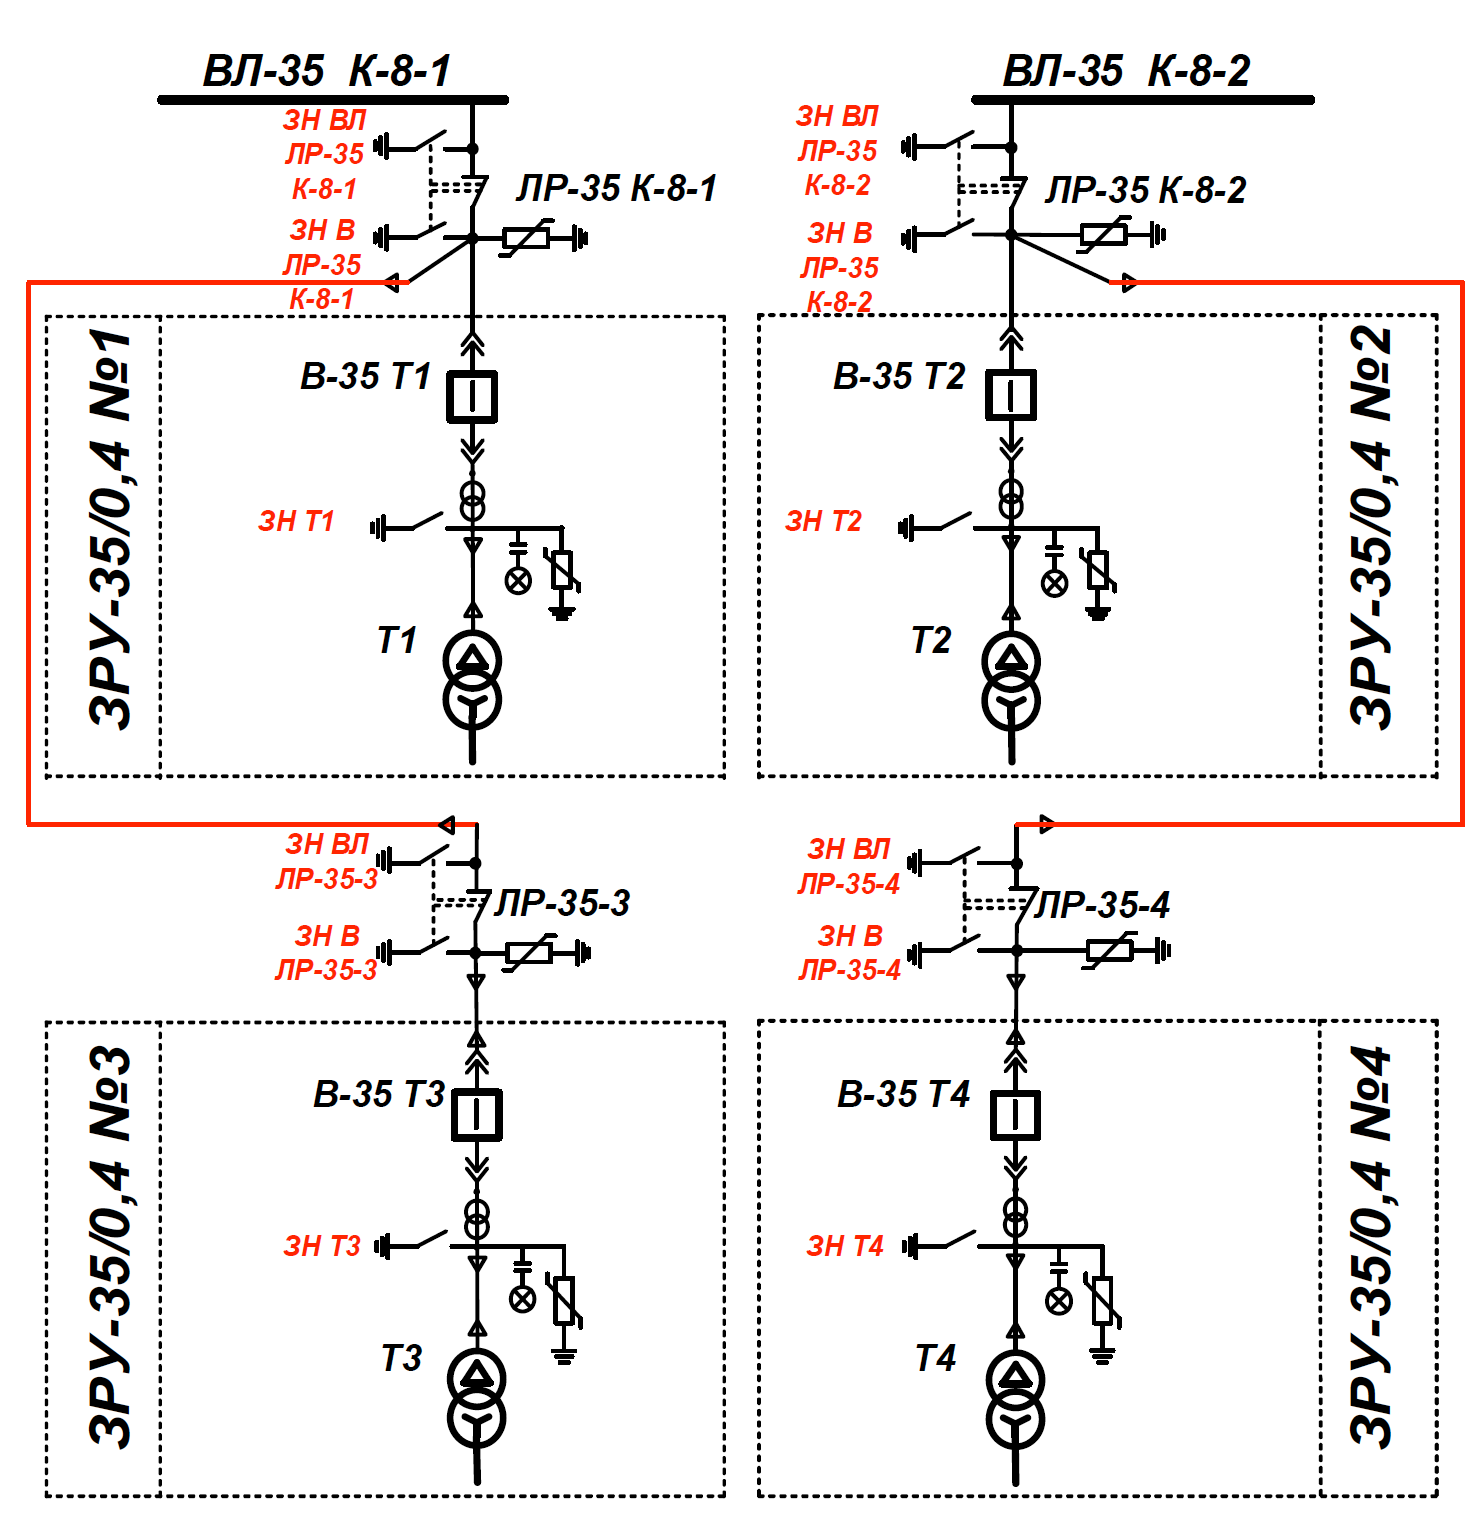 ВЛ-35 К-8-1
ВЛ-35 К-8-2
ЗН ВЛ
ЛР-35
К-8-1
ЛР-35 К-8-1
ЗН В
ЛР-35
К-8-1
ЗН ВЛ
ЛР-35
К-8-2
ЛР-35 К-8-2
ЗН В
ЛР-35
К-8-2
ЗРУ-35/0,4 №1
В-35 Т1
ЗН Т1
Т1
В-35 Т2
ЗН Т2
Т2
ЗРУ-35/0,4 №2
ЗН ВЛ
ЛР-35-3
ЛР-35-3
ЗН В
ЛР-35-3
ЗН ВЛ
ЛР-35-4
ЛР-35-4
ЗН В
ЛР-35-4
ЗРУ-35/0,4 №3
В-35 Т3
ЗН Т3
Т3
В-35 Т4
ЗН Т4
Т4
ЗРУ-35/0,4 №4